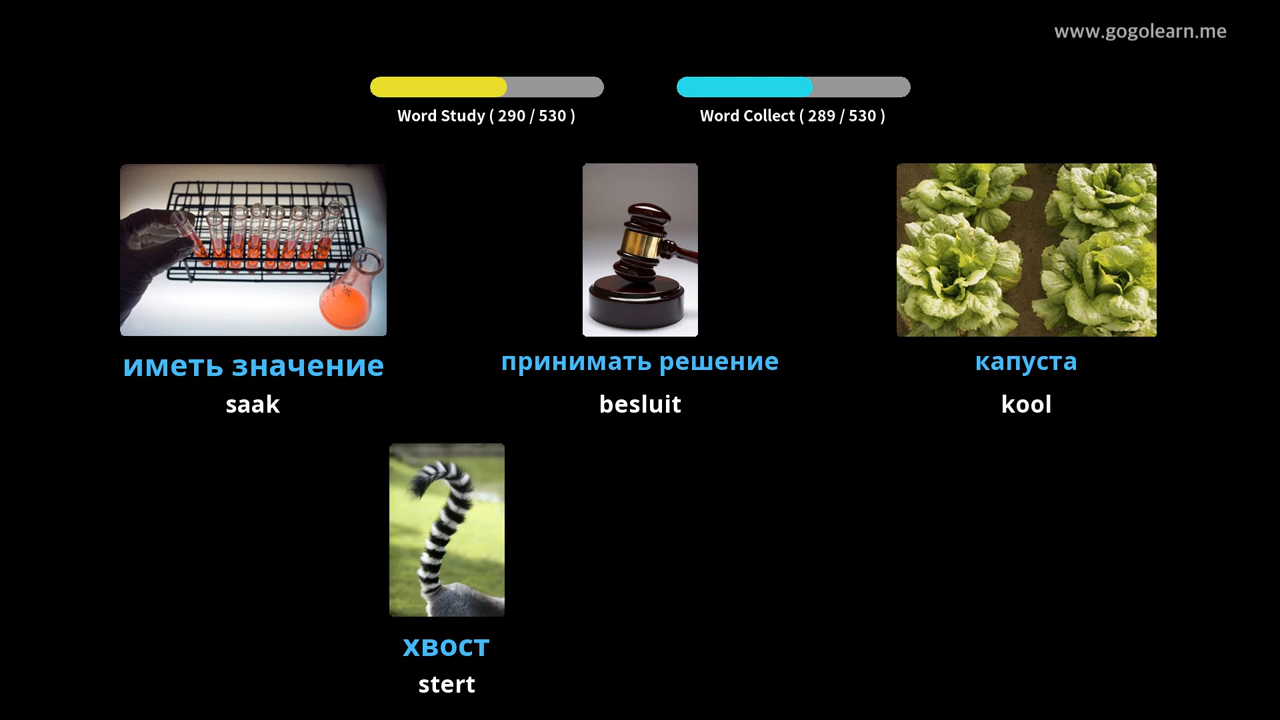 www.gogolearn.me
Word Study ( 290 / 530 )
Word Collect ( 289 / 530 )
иметь значение
saak
принимать решение
besluit
капуста
kool
хвост
stert